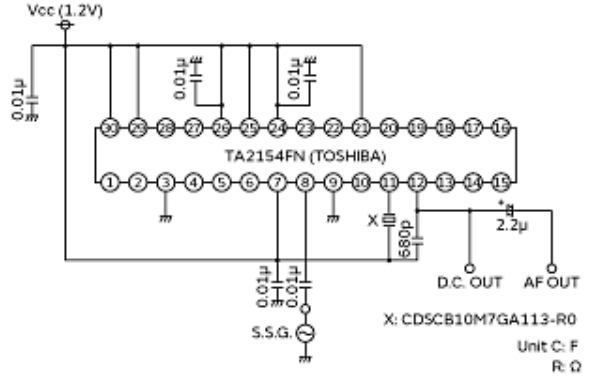 Vcc (1.2V)
0.01μ
0.01μ
0.01μ
30 29 28 27 26 25 24 23 22 21 20 19 18 17 16
TA2154FN (TOSHIBA)
1 2 3 4 5 6 7 8 9 10 11 12 13 14 15
X
680p
+
2.2μ
0.01μ
0.01μ
D.C. OUT
AF OUT
S.S.G.
X: CDSCB10M7GA113-R0
Unit C: F
R: Ω